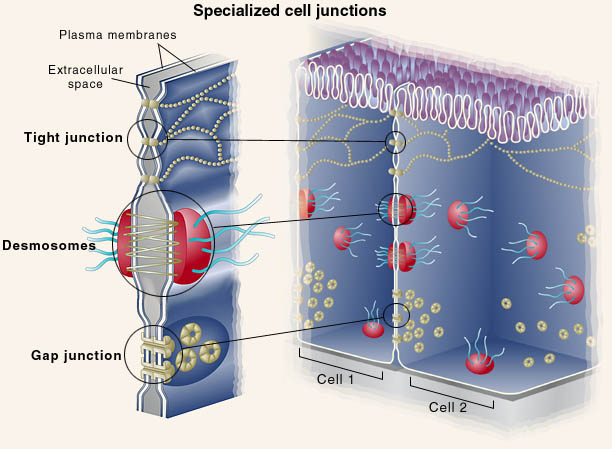 Specialized cell junctions
Plasma membranes
Extracellular
space
Tight junction
Desmosomes
Gap junction
Cell 1
Cell 2